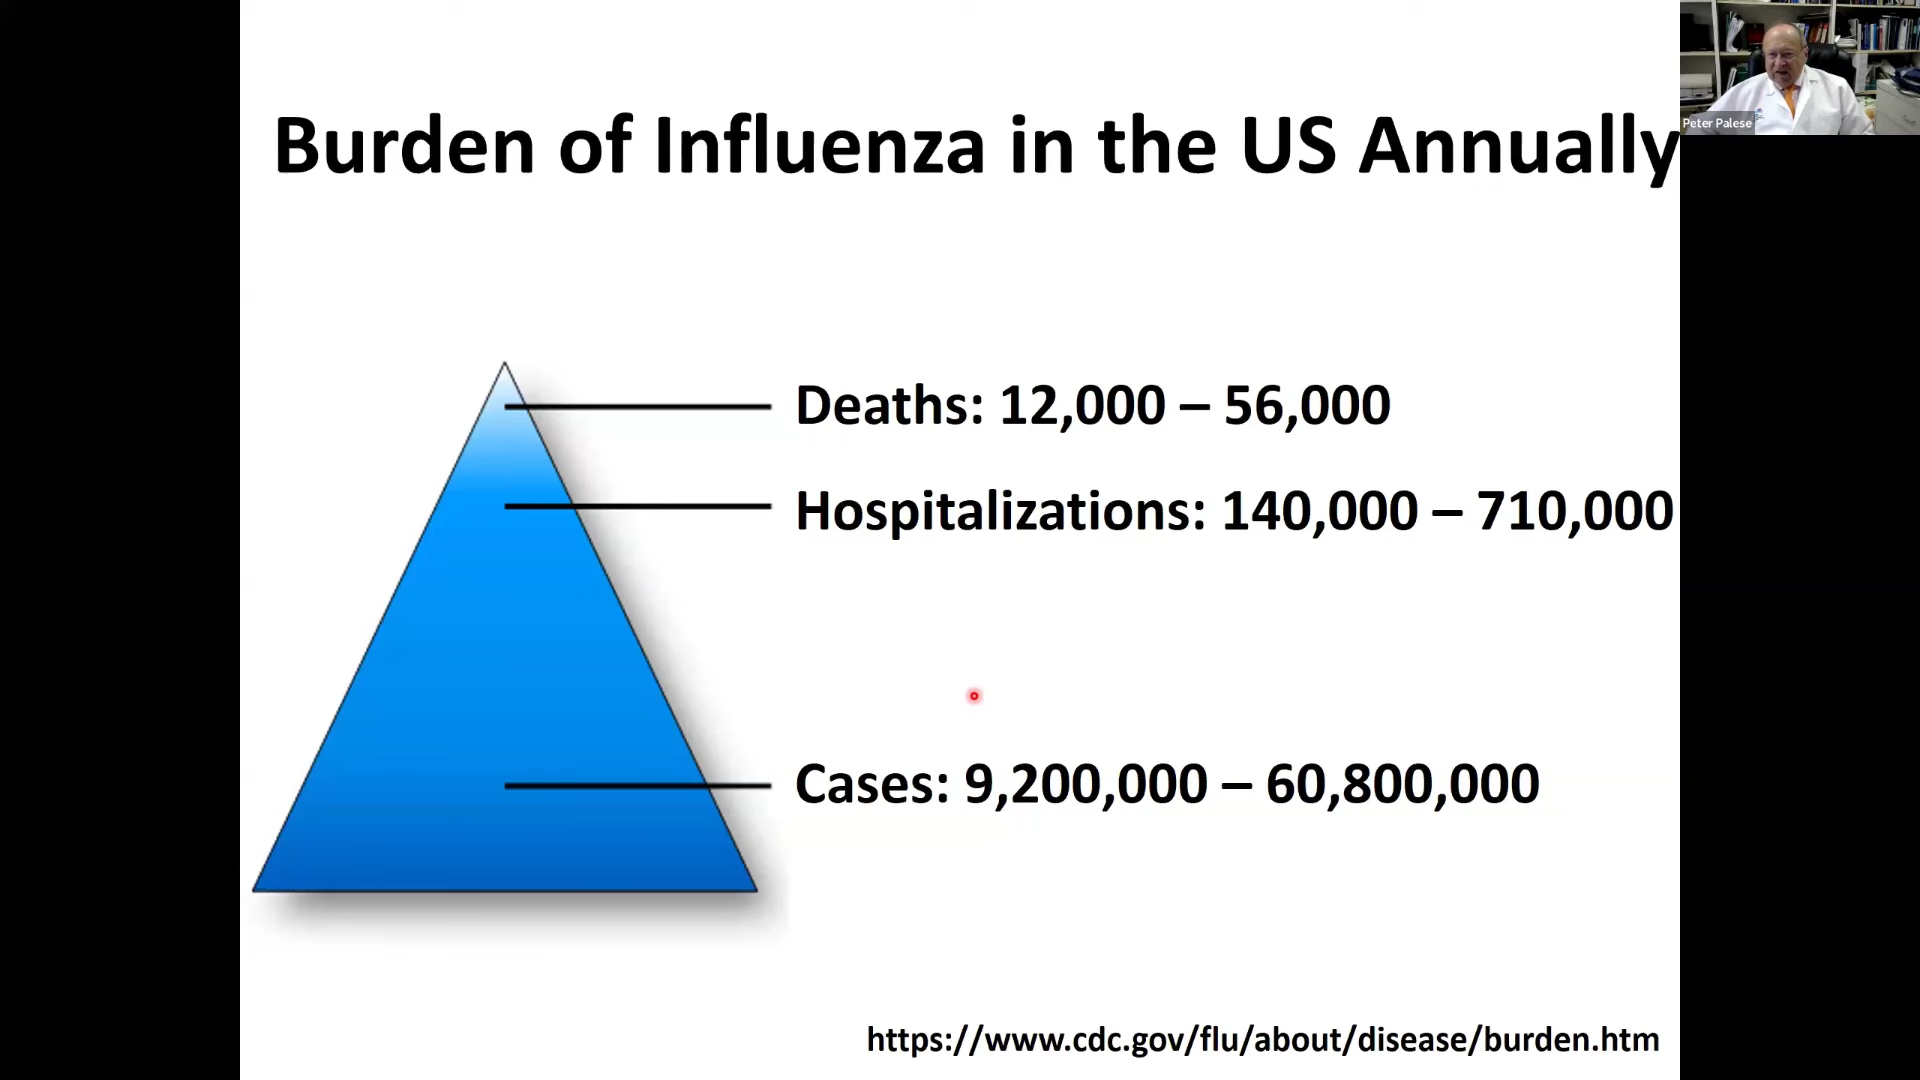 Burden of Influenza in the US Annually
Peter Palese
Deaths: 12,000 – 56,000
Hospitalizations: 140,000 – 710,000
Cases: 9,200,000 – 60,800,000
https://www.cdc.gov/flu/about/disease/burden.htm